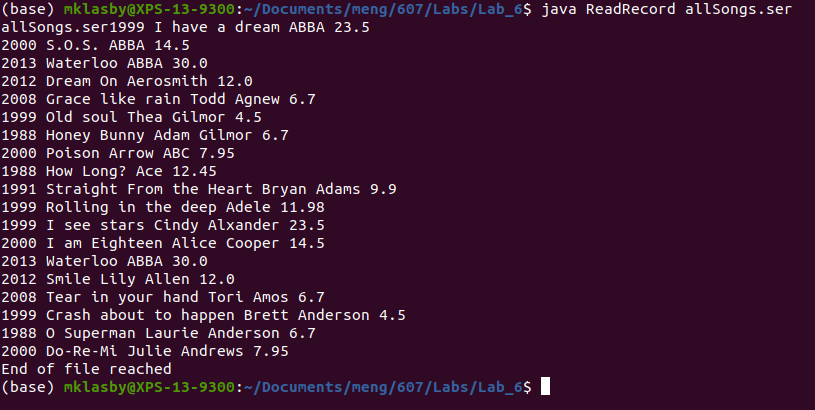 (base) mklasby@XPS-13-9300:~/Documents/meng/607/Labs/Lab_6$ java ReadRecord allSongs.ser
allSongs.ser1999 I have a dream ABBA 23.5
2000 S.O.S. ABBA 14.5
2013 Waterloo ABBA 30.0
2012 Dream On Aerosmith 12.0
2008 Grace like rain Todd Agnew 6.7
1999 Old soul Thea Gilmor 4.5
1988 Honey Bunny Adam Gilmor 6.7
2000 Poison Arrow ABC 7.95
1988 How Long? Ace 12.45
1991 Straight From the Heart Bryan Adams 9.9
1999 Rolling in the deep Adele 11.98
1999 I see stars Cindy Alxander 23.5
2000 I am Eighteen Alice Cooper 14.5
2013 Waterloo ABBA 30.0
2012 Smile Lily Allen 12.0
2008 Tear in your hand Tori Amos 6.7
1999 Crash about to happen Brett Anderson 4.5
1988 O Superman Laurie Anderson 6.7
2000 Do-Re-Mi Julie Andrews 7.95
End of file reached
(base) mklasby@XPS-13-9300:~/Documents/meng/607/Labs/Lab_6$